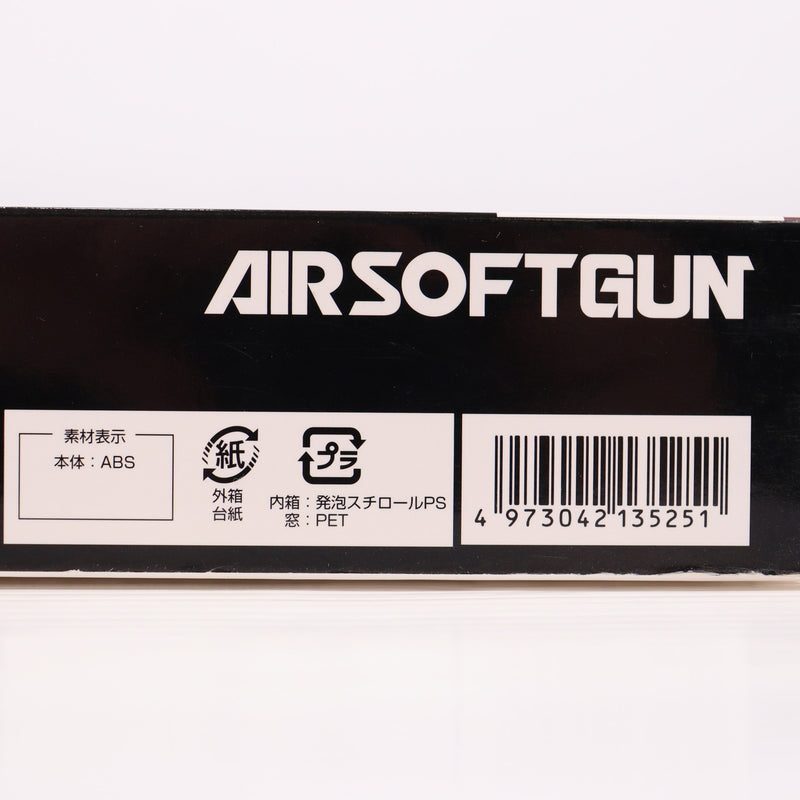 AIRSOFTGUN
素材表示
本体：ABS
紙
外箱
台紙
プラ
内箱：発泡スチロールPS
窓：PET
4 973042 135251